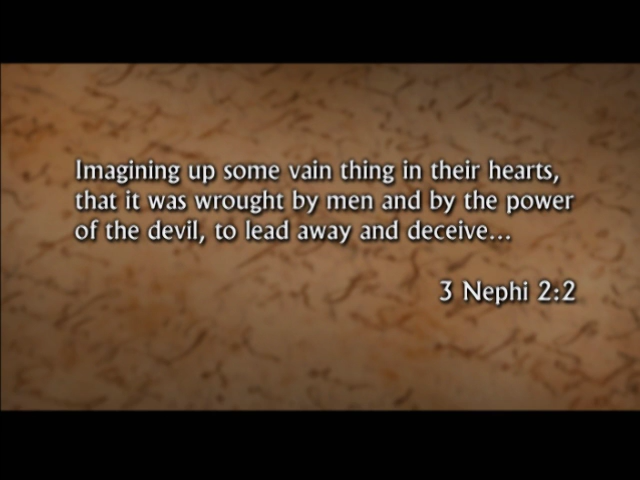 Imagining up some vain thing in their hearts,
that it was wrought by men and by the power
of the devil, to lead away and deceive...
3 Nephi 2:2